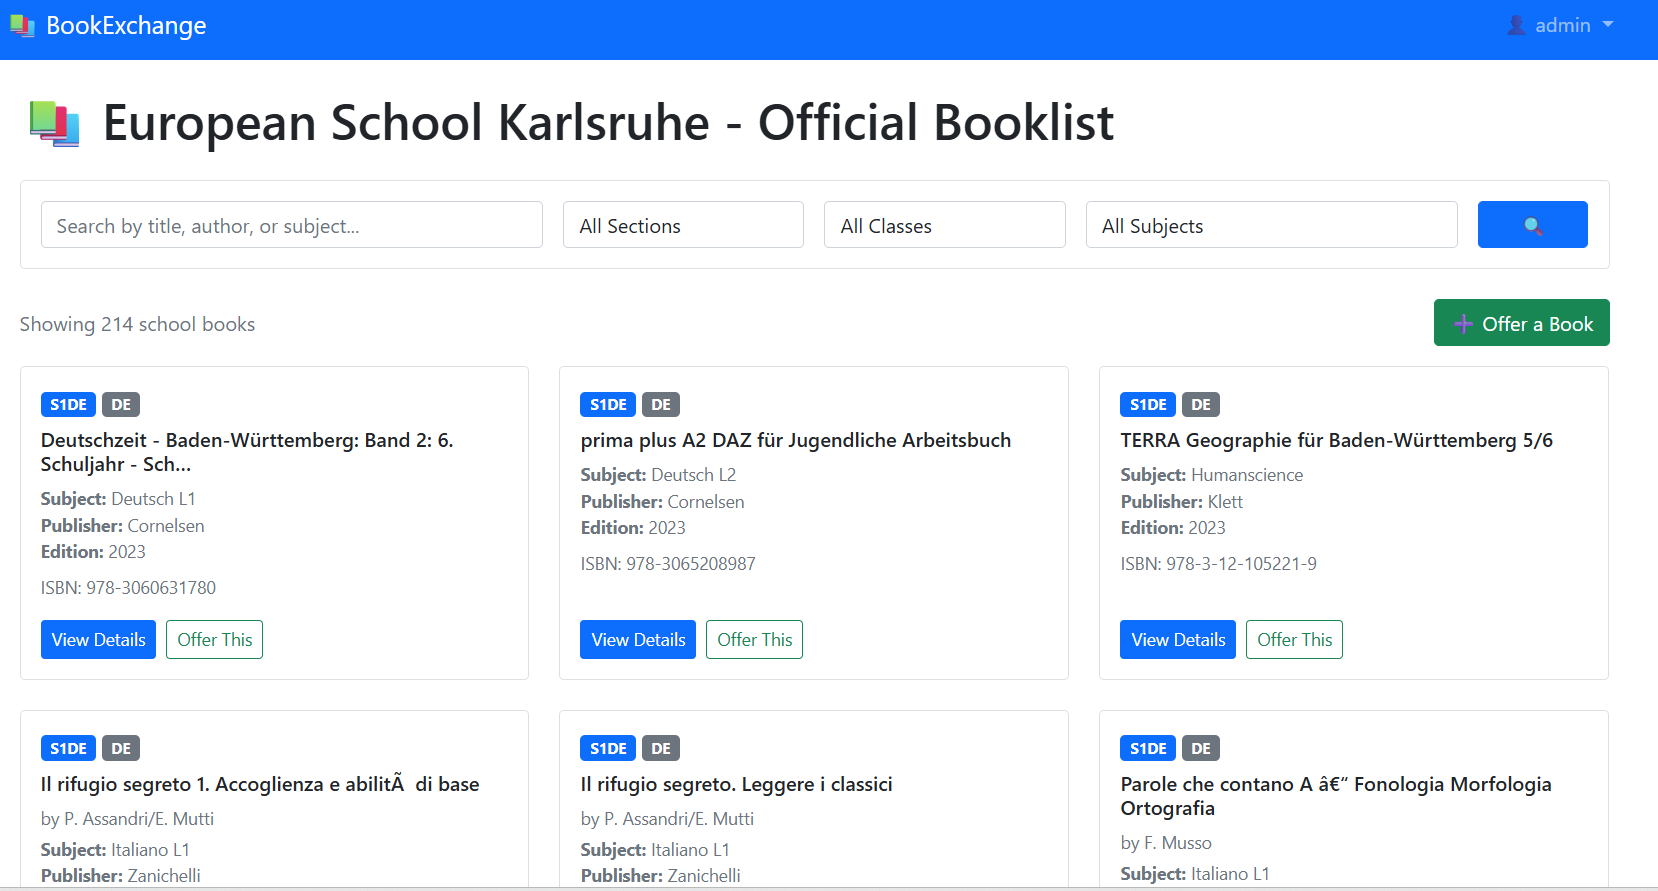 BookExchange
admin
European School Karlsruhe - Official Booklist
Search by title, author, or subject...
All Sections
All Classes
All Subjects
Showing 214 school books
Offer a Book
S1DE DE
Deutschzeit - Baden-Württemberg: Band 2: 6.
Schuljahr - Sch...
Subject: Deutsch L1
Publisher: Cornelsen
Edition: 2023
ISBN: 978-3060631780
View Details
Offer This
S1DE DE
prima plus A2 DAZ für Jugendliche Arbeitsbuch
Subject: Deutsch L2
Publisher: Cornelsen
Edition: 2023
ISBN: 978-3065208987
View Details
Offer This
S1DE DE
TERRA Geographie für Baden-Württemberg 5/6
Subject: Humanscience
Publisher: Klett
Edition: 2023
ISBN: 978-3-12-105221-9
View Details
Offer This
S1DE DE
Il rifugio segreto 1. Accoglienza e abilitÃ  di base
by P. Assandri/E. Mutti
Subject: Italiano L1
Publisher: Zanichelli
S1DE DE
Il rifugio segreto. Leggere i classici
by P. Assandri/E. Mutti
Subject: Italiano L1
Publisher: Zanichelli
S1DE DE
Parole che contano A â€“ Fonologia Morfologia
Ortografia
by F. Musso
Subject: Italiano L1